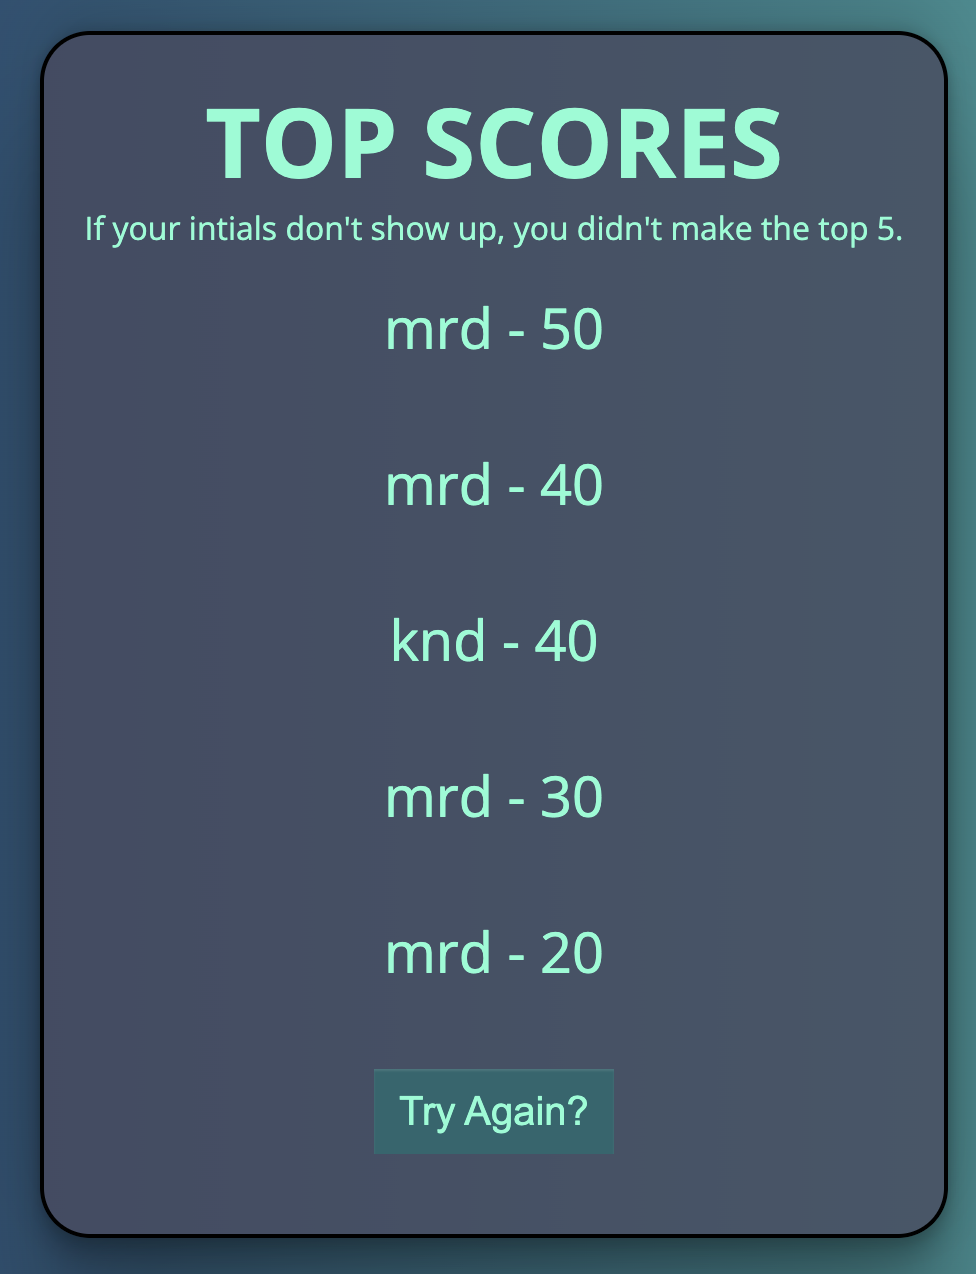 TOP SCORES
If your intials don't show up, you didn't make the top 5.
mrd - 50
mrd - 40
knd - 40
mrd - 30
mrd - 20
Try Again?